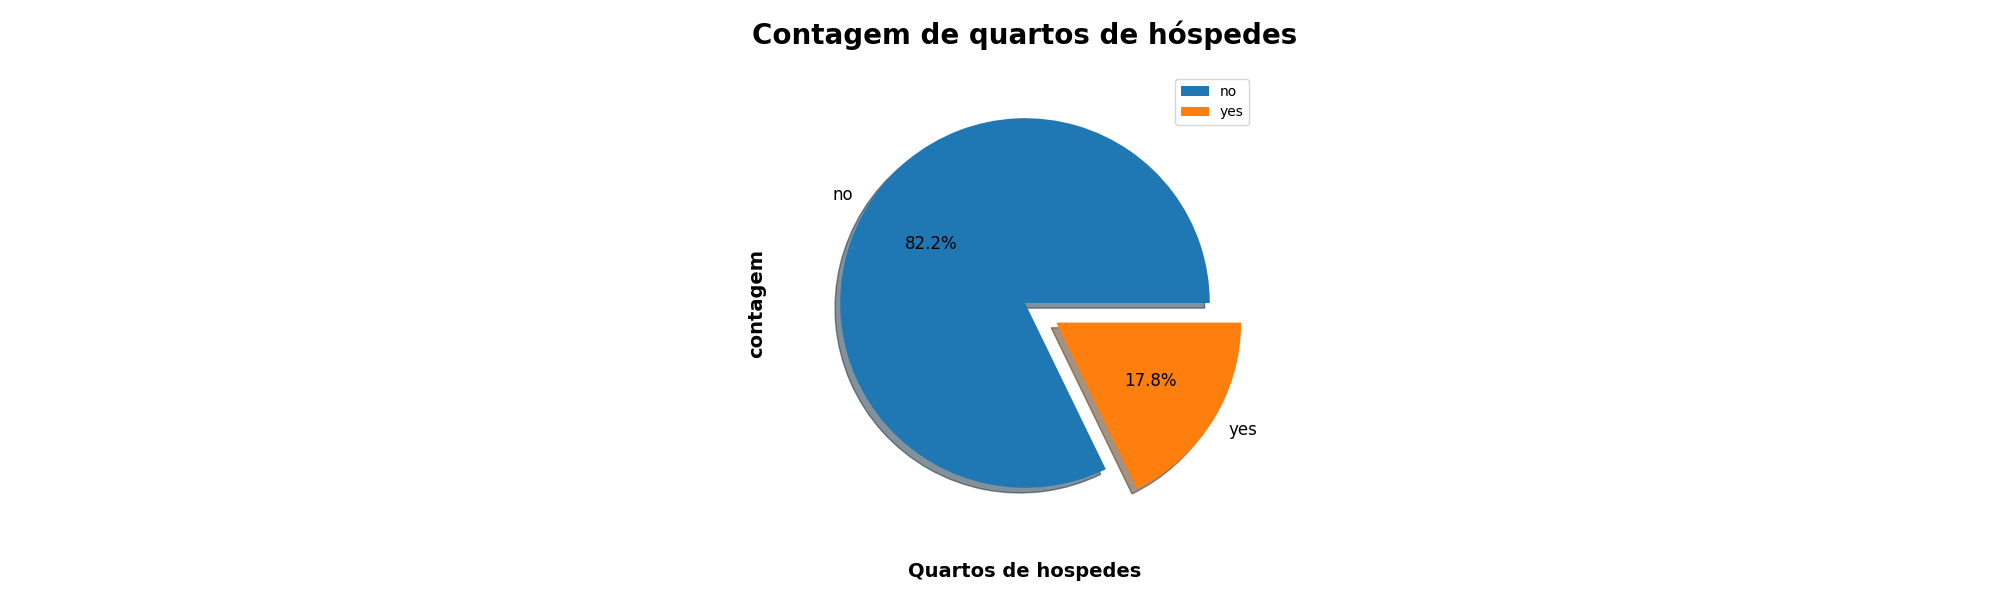 Contagem de quartos de hóspedes
no
yes
no
82.2%
contagem
17.8%
yes
Quartos de hospedes